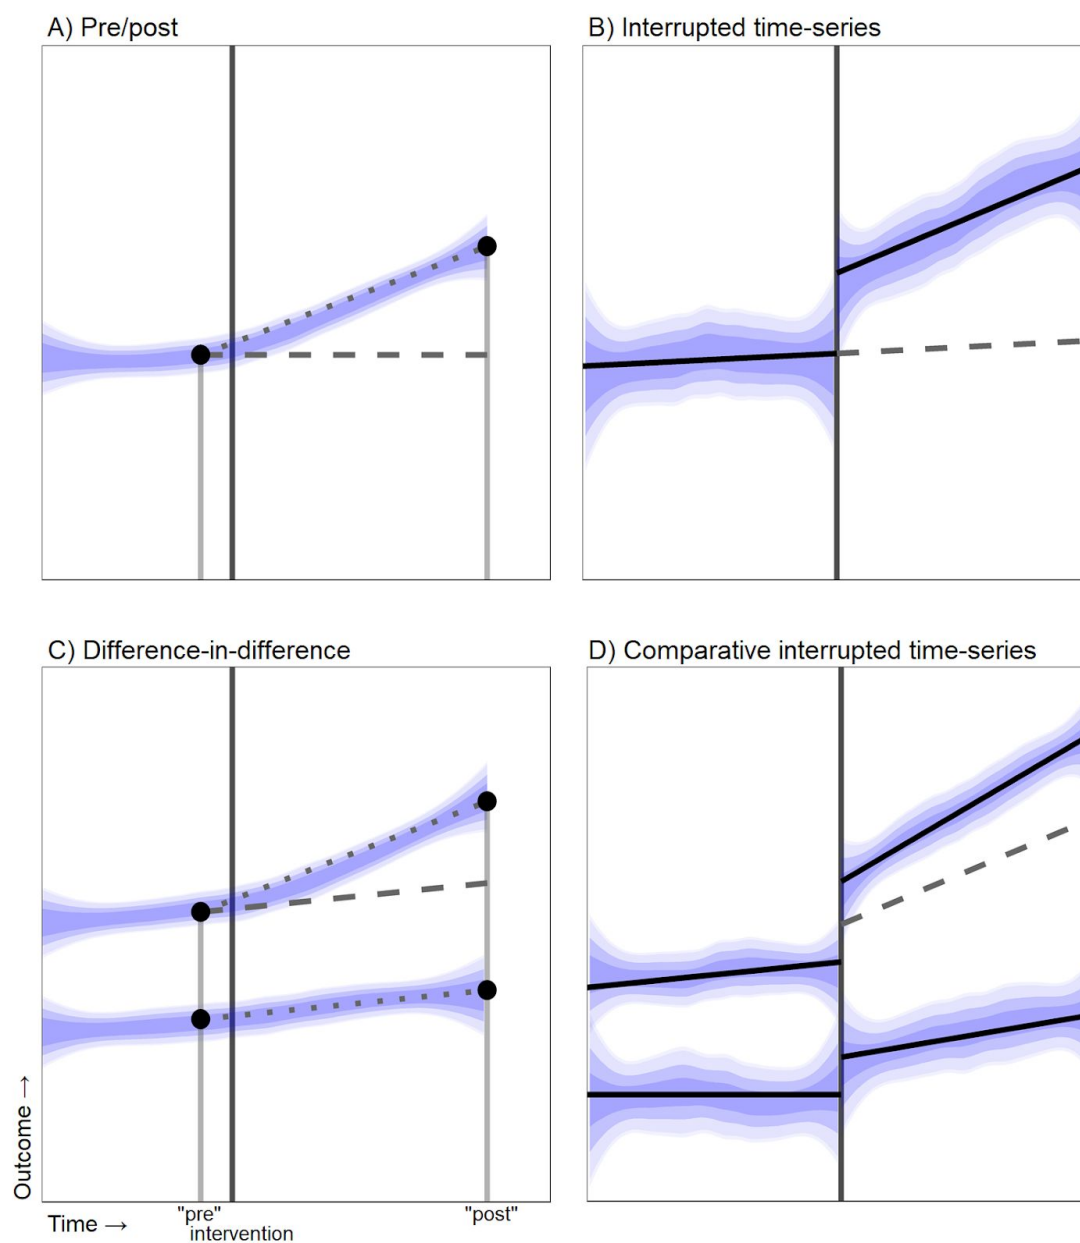 A) Pre/post
B) Interrupted time-series
C) Difference-in-difference
D) Comparative interrupted time-series
Outcome →
Time →
"pre"
intervention
"post"